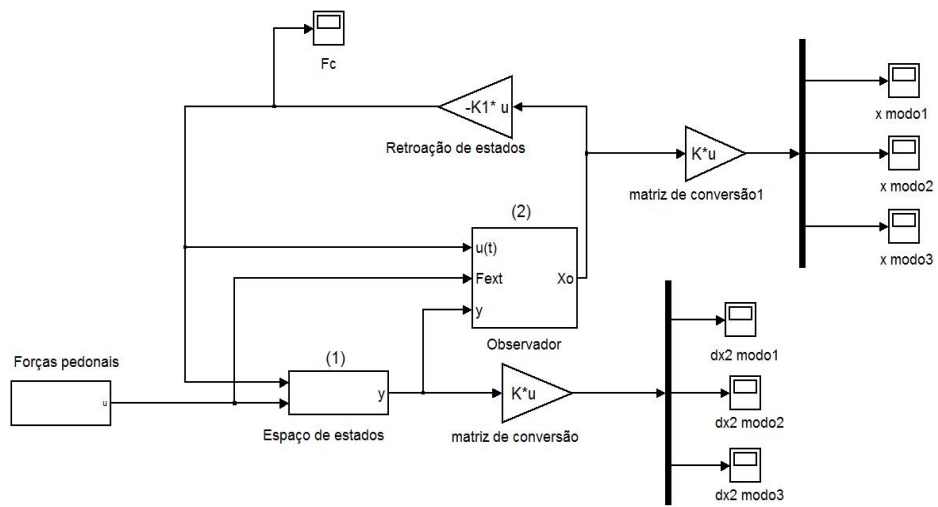 Fc
-K1* u
Retroação de estados
K*u
matriz de conversão1
x modo1
x modo2
x modo3
(2)
u(t)
Fext
y
Xo
Observador
Forças pedonais
u
(1)
y
Espaço de estados
K*u
matriz de conversão
dx2 modo1
dx2 modo2
dx2 modo3